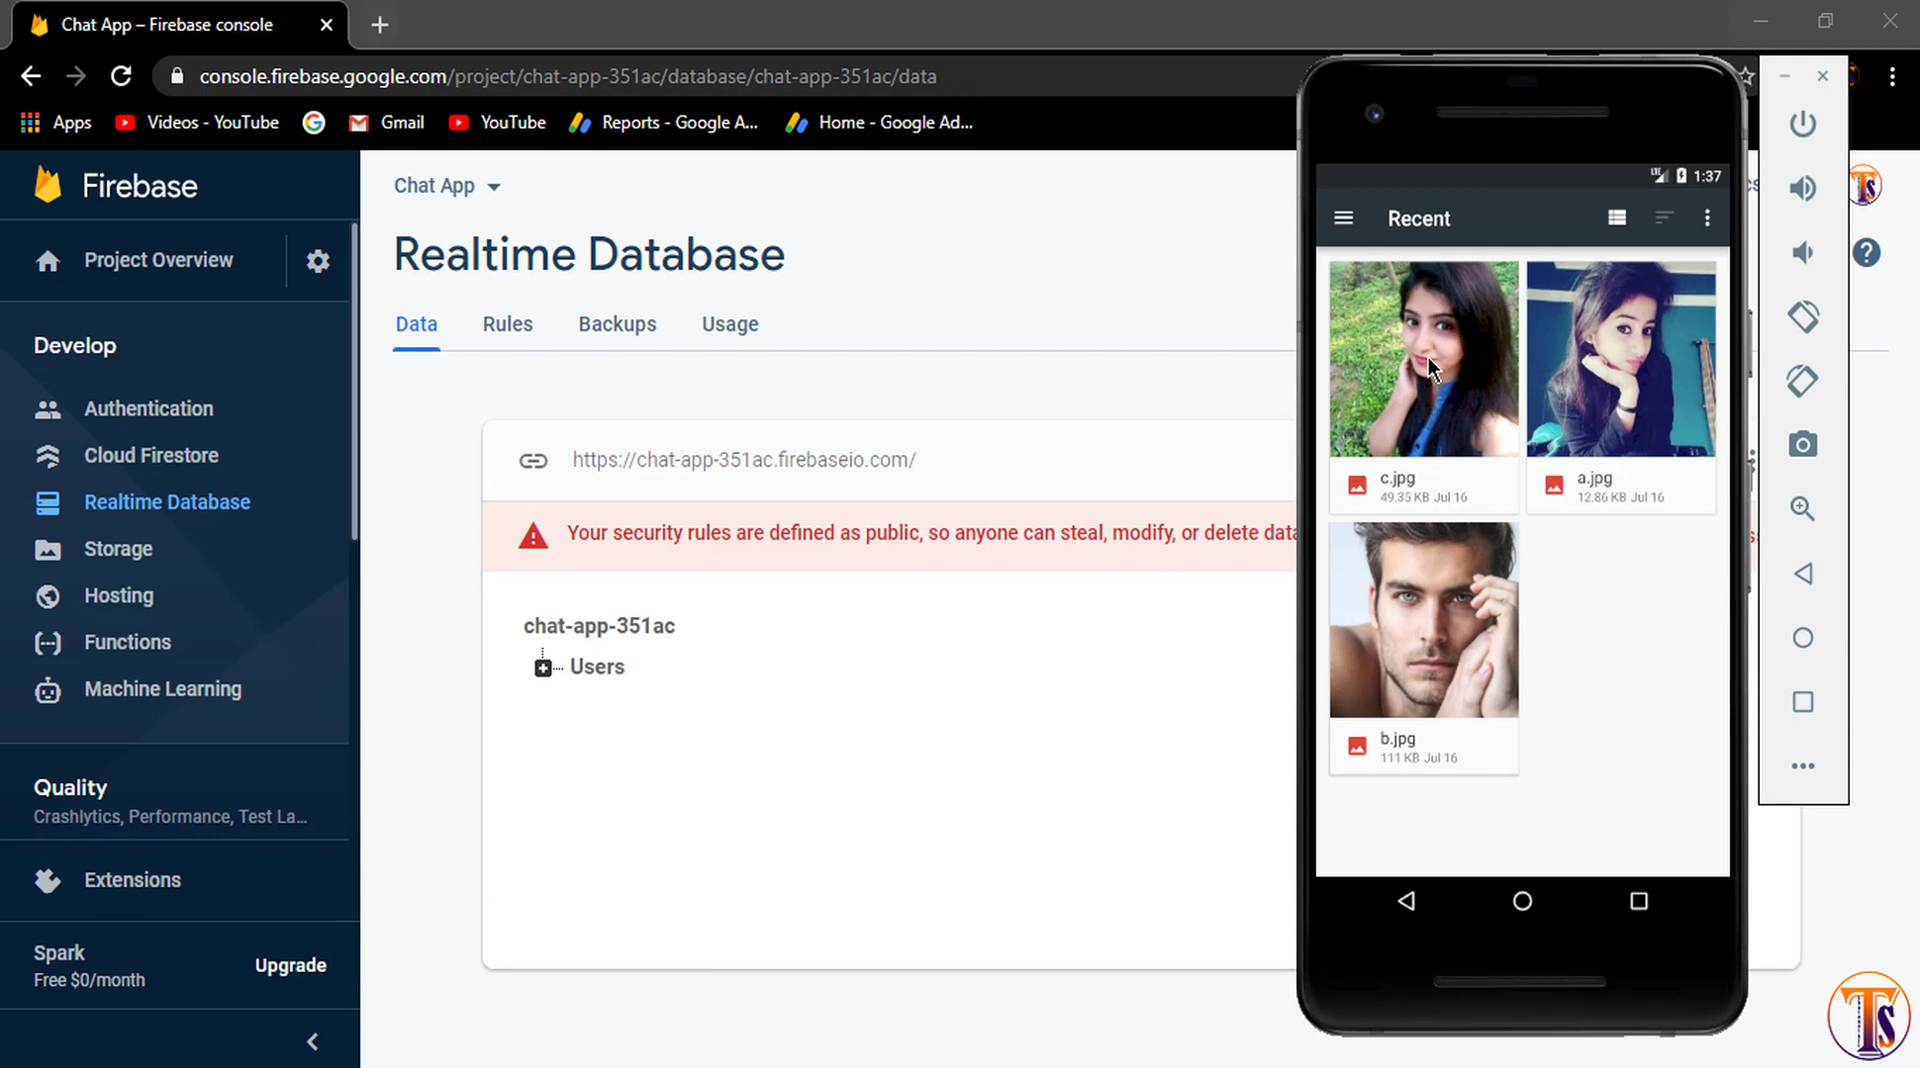 Chat App – Firebase console
console.firebase.google.com/project/chat-app-351ac/database/chat-app-351ac/data
Apps
Videos - YouTube
Gmail
YouTube
Reports - Google A...
Home - Google Ad...
Firebase
Project Overview
Develop
Authentication
Cloud Firestore
Realtime Database
Storage
Hosting
Functions
Machine Learning
Quality
Crashlytics, Performance, Test La...
Extensions
Spark
Free $0/month
Upgrade
Chat App
Realtime Database
Data
Rules
Backups
Usage
https://chat-app-351ac.firebaseio.com/
Your security rules are defined as public, so anyone can steal, modify, or delete data
chat-app-351ac
Users
LTE
1:37
Recent
c.jpg
49.35 KB Jul 16
a.jpg
12.86 KB Jul 16
b.jpg
111 KB Jul 16
Ts
Ts